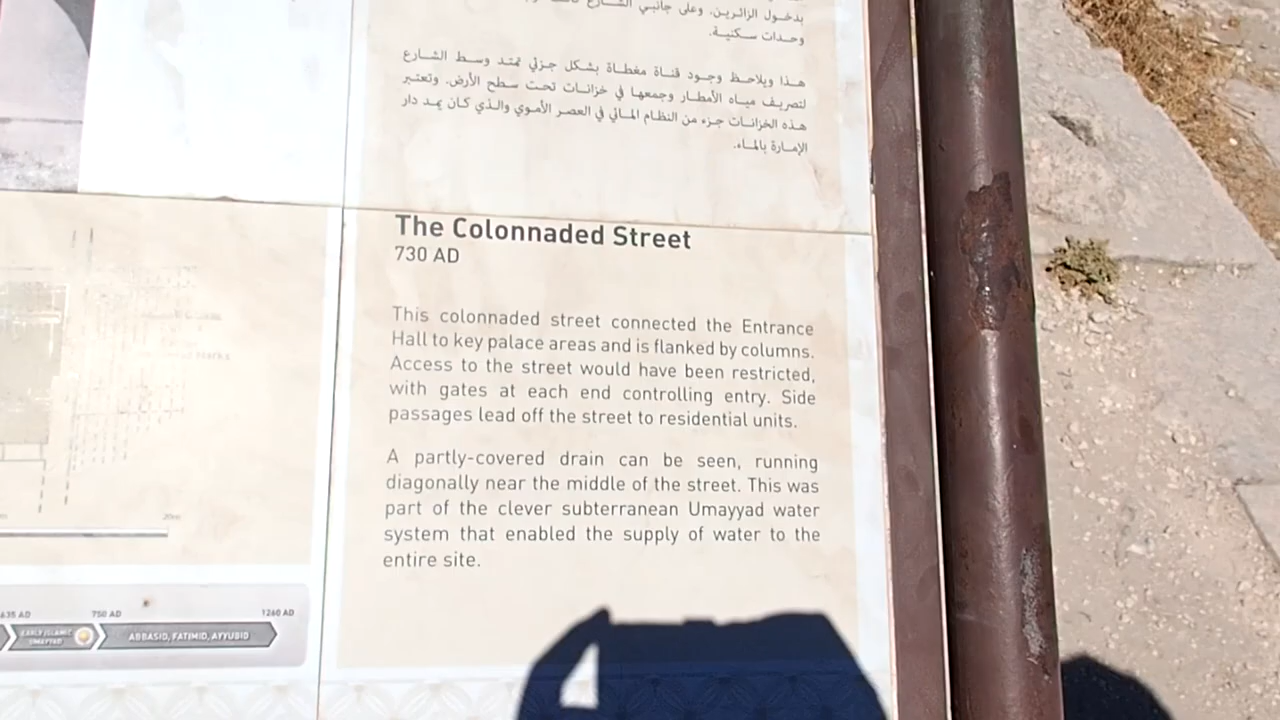 بدخول الزائرين. وعلى جانبي الشارع
وحدات سكنية.
هذا ويلاحظ وجود قناة مغطاة بشكل جزئي تمتد وسط الشارع
لتصريف مياه الأمطار وجمعها في خزانات تحت سطح الأرض. وتعتبر
هذه الخزانات جزء من النظام المائي في العصر الأموي والذي كان يمد دار
الإمارة بالماء.
The Colonnaded Street
730 AD
This colonnaded street connected the Entrance
Hall to key palace areas and is flanked by columns.
Access to the street would have been restricted,
with gates at each end controlling entry. Side
passages lead off the street to residential units.
A partly-covered drain can be seen, running
diagonally near the middle of the street. This was
part of the clever subterranean Umayyad water
system that enabled the supply of water to the
entire site.
20m
635 AD 750 AD 1260 AD
EARLY ISLAMIC
UMAYYAD
ABBASID, FATIMID, AYYUBID